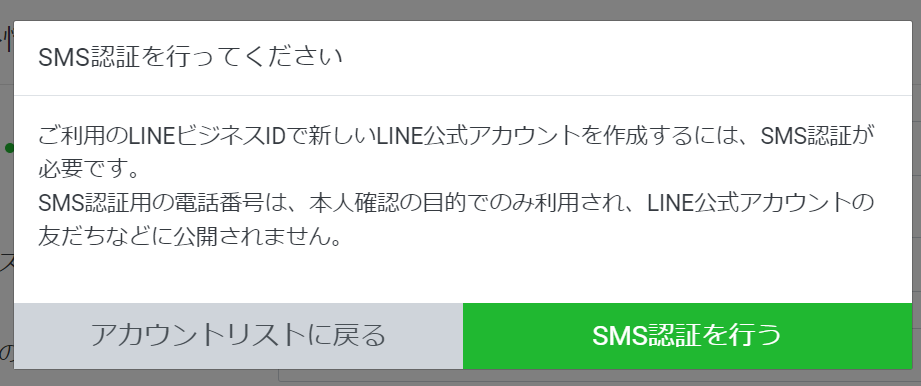 SMS認証を行ってください
ご利用のLINEビジネスIDで新しいLINE公式アカウントを作成するには、SMS認証が
必要です。
SMS認証用の電話番号は、本人確認の目的でのみ利用され、LINE公式アカウントの
友だちなどに公開されません。
アカウントリストに戻る
SMS認証を行う